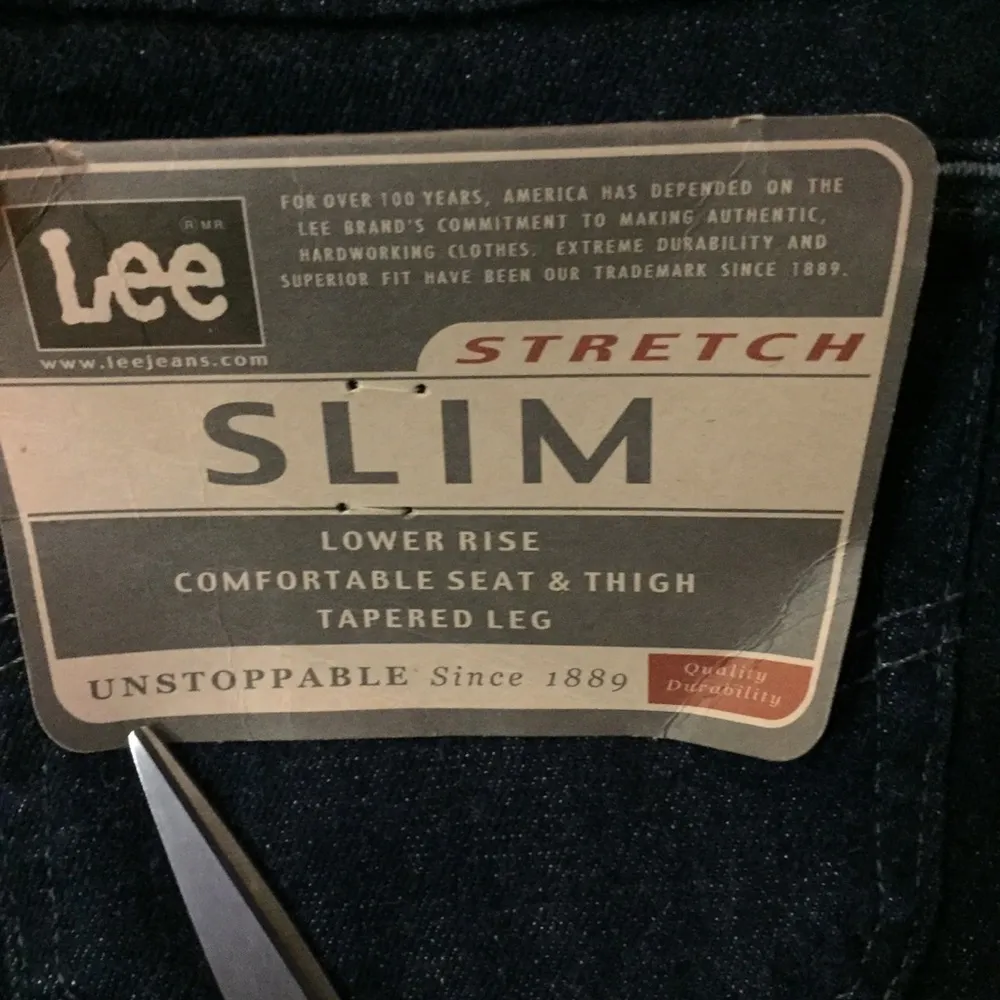 ® MR
Lee
www.leejeans.com
FOR OVER 100 YEARS, AMERICA HAS DEPENDED ON THE
LEE BRAND'S COMMITMENT TO MAKING AUTHENTIC,
HARDWORKING CLOTHES. EXTREME DURABILITY AND
SUPERIOR FIT HAVE BEEN OUR TRADEMARK SINCE 1889.
STRETCH
SLIM
LOWER RISE
COMFORTABLE SEAT & THIGH
TAPERED LEG
UNSTOPPABLE Since 1889
Quality
Durability